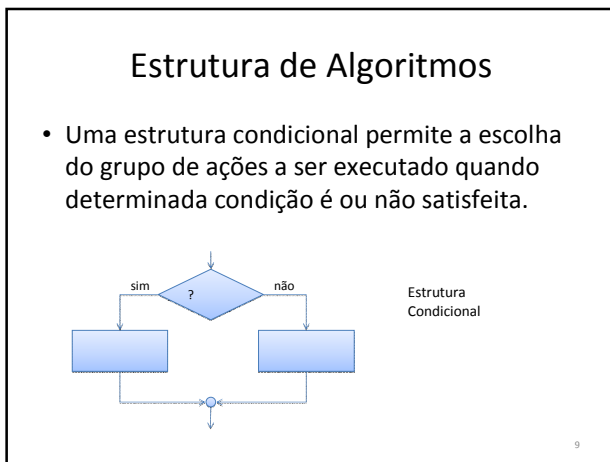 Estrutura de Algoritmos
• Uma estrutura condicional permite a escolha
do grupo de ações a ser executado quando
determinada condição é ou não satisfeita.
sim
?
não
Estrutura
Condicional
9